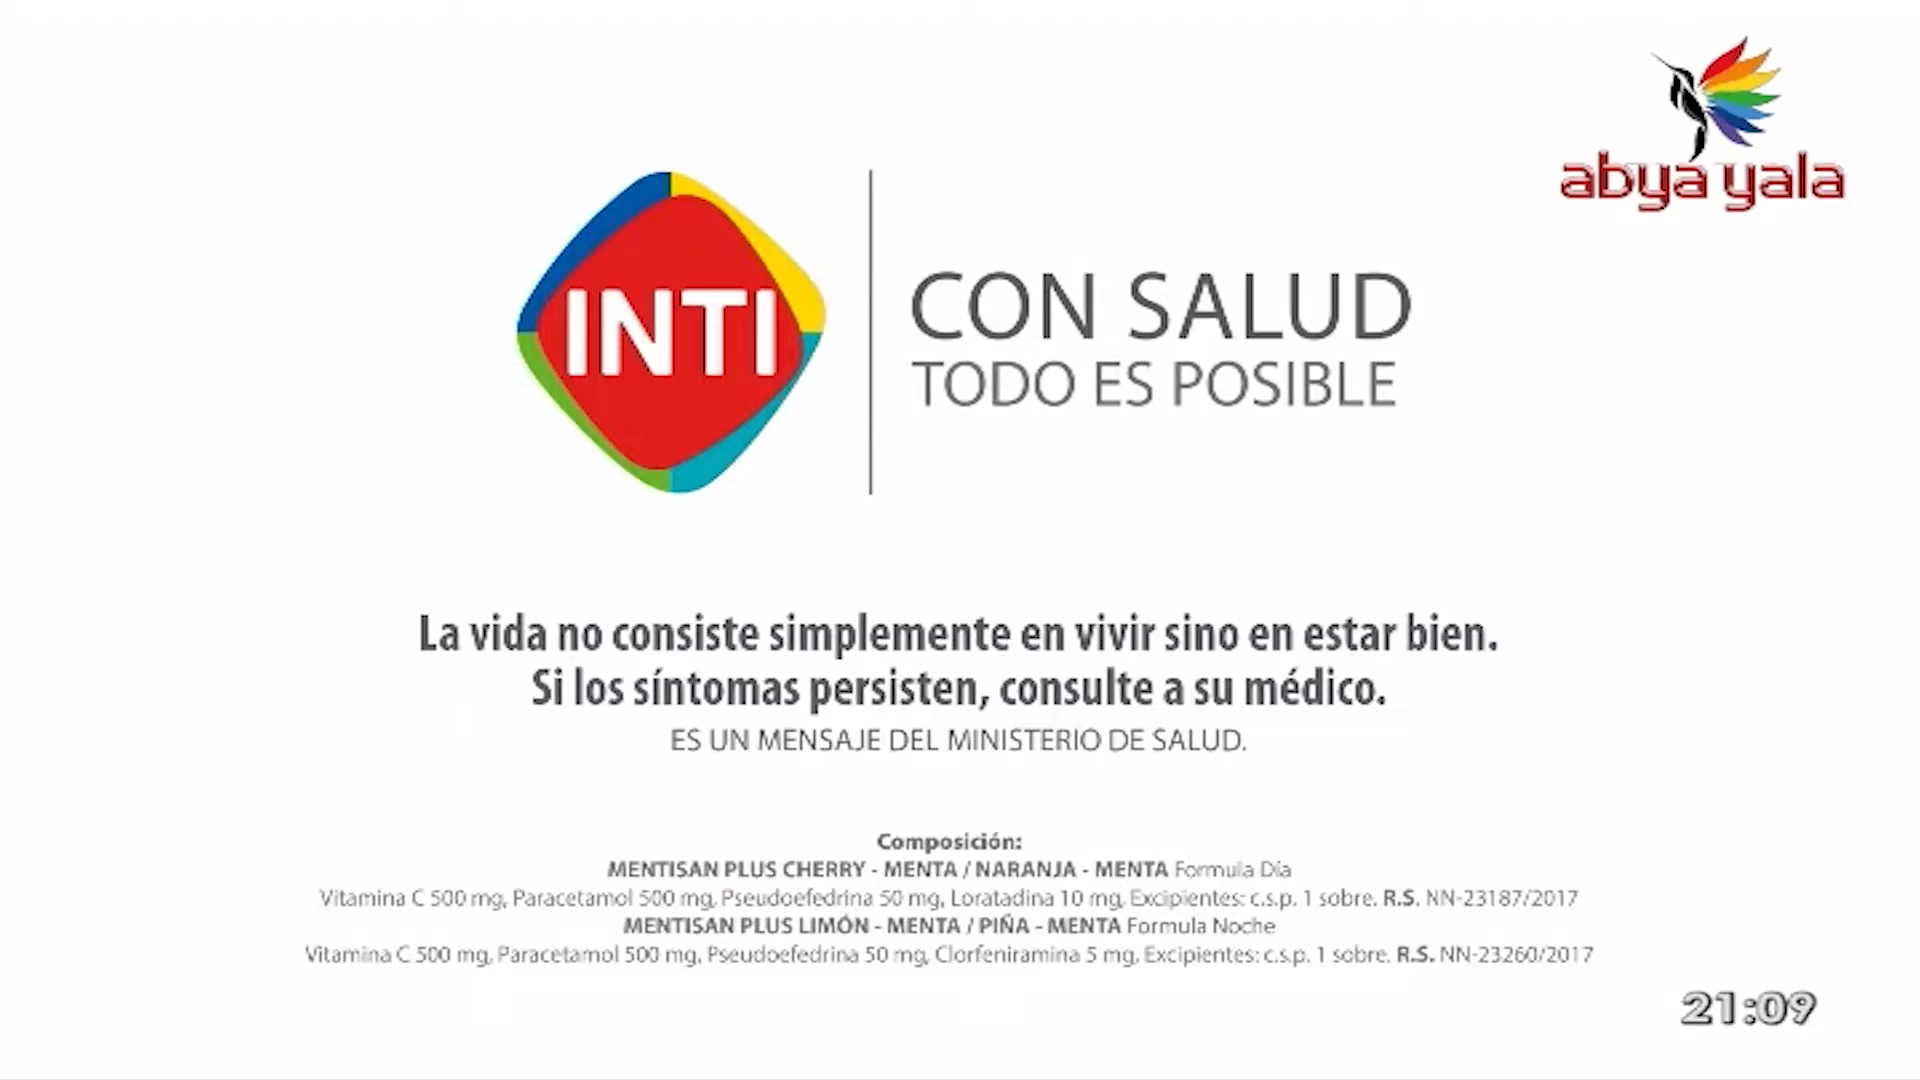 abya yala
INTI
CON SALUD
TODO ES POSIBLE
La vida no consiste simplemente en vivir sino en estar bien.
Si los síntomas persisten, consulte a su médico.
ES UN MENSAJE DEL MINISTERIO DE SALUD.
Composición:
MENTISAN PLUS CHERRY - MENTA / NARANJA - MENTA Formula Día
Vitamina C 500 mg, Paracetamol 500 mg, Pseudoefedrina 50 mg, Loratadina 10 mg, Excipientes: c.s.p. 1 sobre. R.S. NN-23187/2017
MENTISAN PLUS LIMÓN - MENTA / PIÑA - MENTA Formula Noche
Vitamina C 500 mg, Paracetamol 500 mg, Pseudoefedrina 50 mg, Clorfeniramina 5 mg, Excipientes: c.s.p. 1 sobre. R.S. NN-23260/2017
21:09